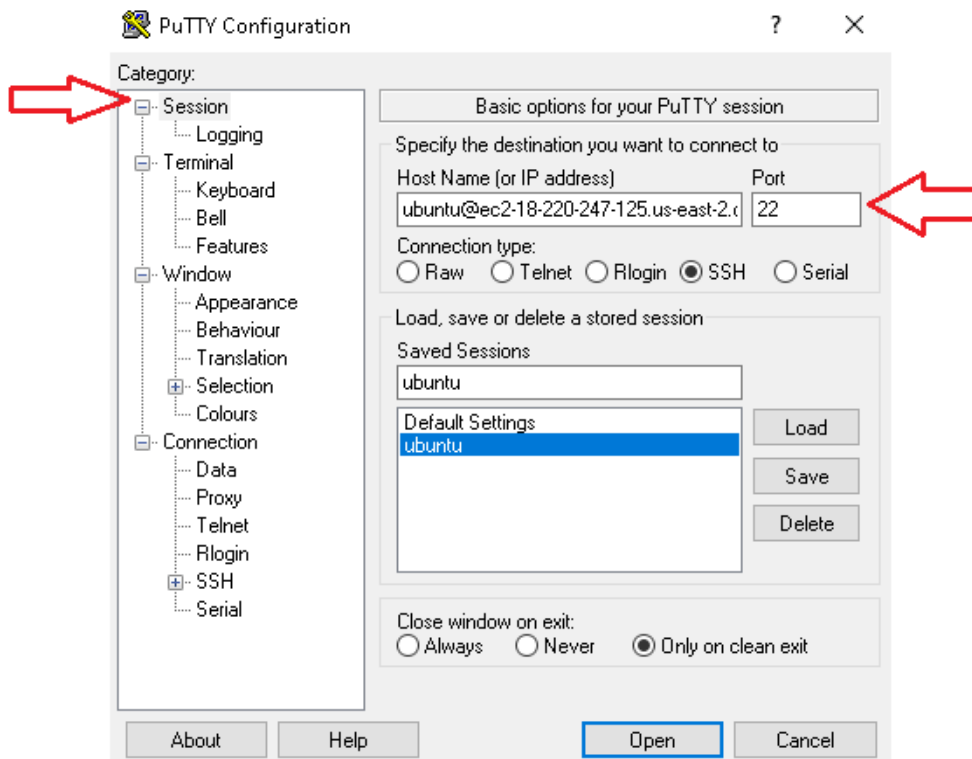 PuTTY Configuration
?
Category:
Session
Logging
Terminal
Keyboard
Bell
Features
Window
Appearance
Behaviour
Translation
Selection
Colours
Connection
Data
Proxy
Telnet
Rlogin
SSH
Serial
Basic options for your PuTTY session
Specify the destination you want to connect to
Host Name (or IP address) Port
ubuntu@ec2-18-220-247-125.us-east-2.c 22
Connection type:
Raw Telnet Rlogin SSH Serial
Load, save or delete a stored session
Saved Sessions
ubuntu
Default Settings
ubuntu
Load
Save
Delete
Close window on exit:
Always Never Only on clean exit
About Help Open Cancel